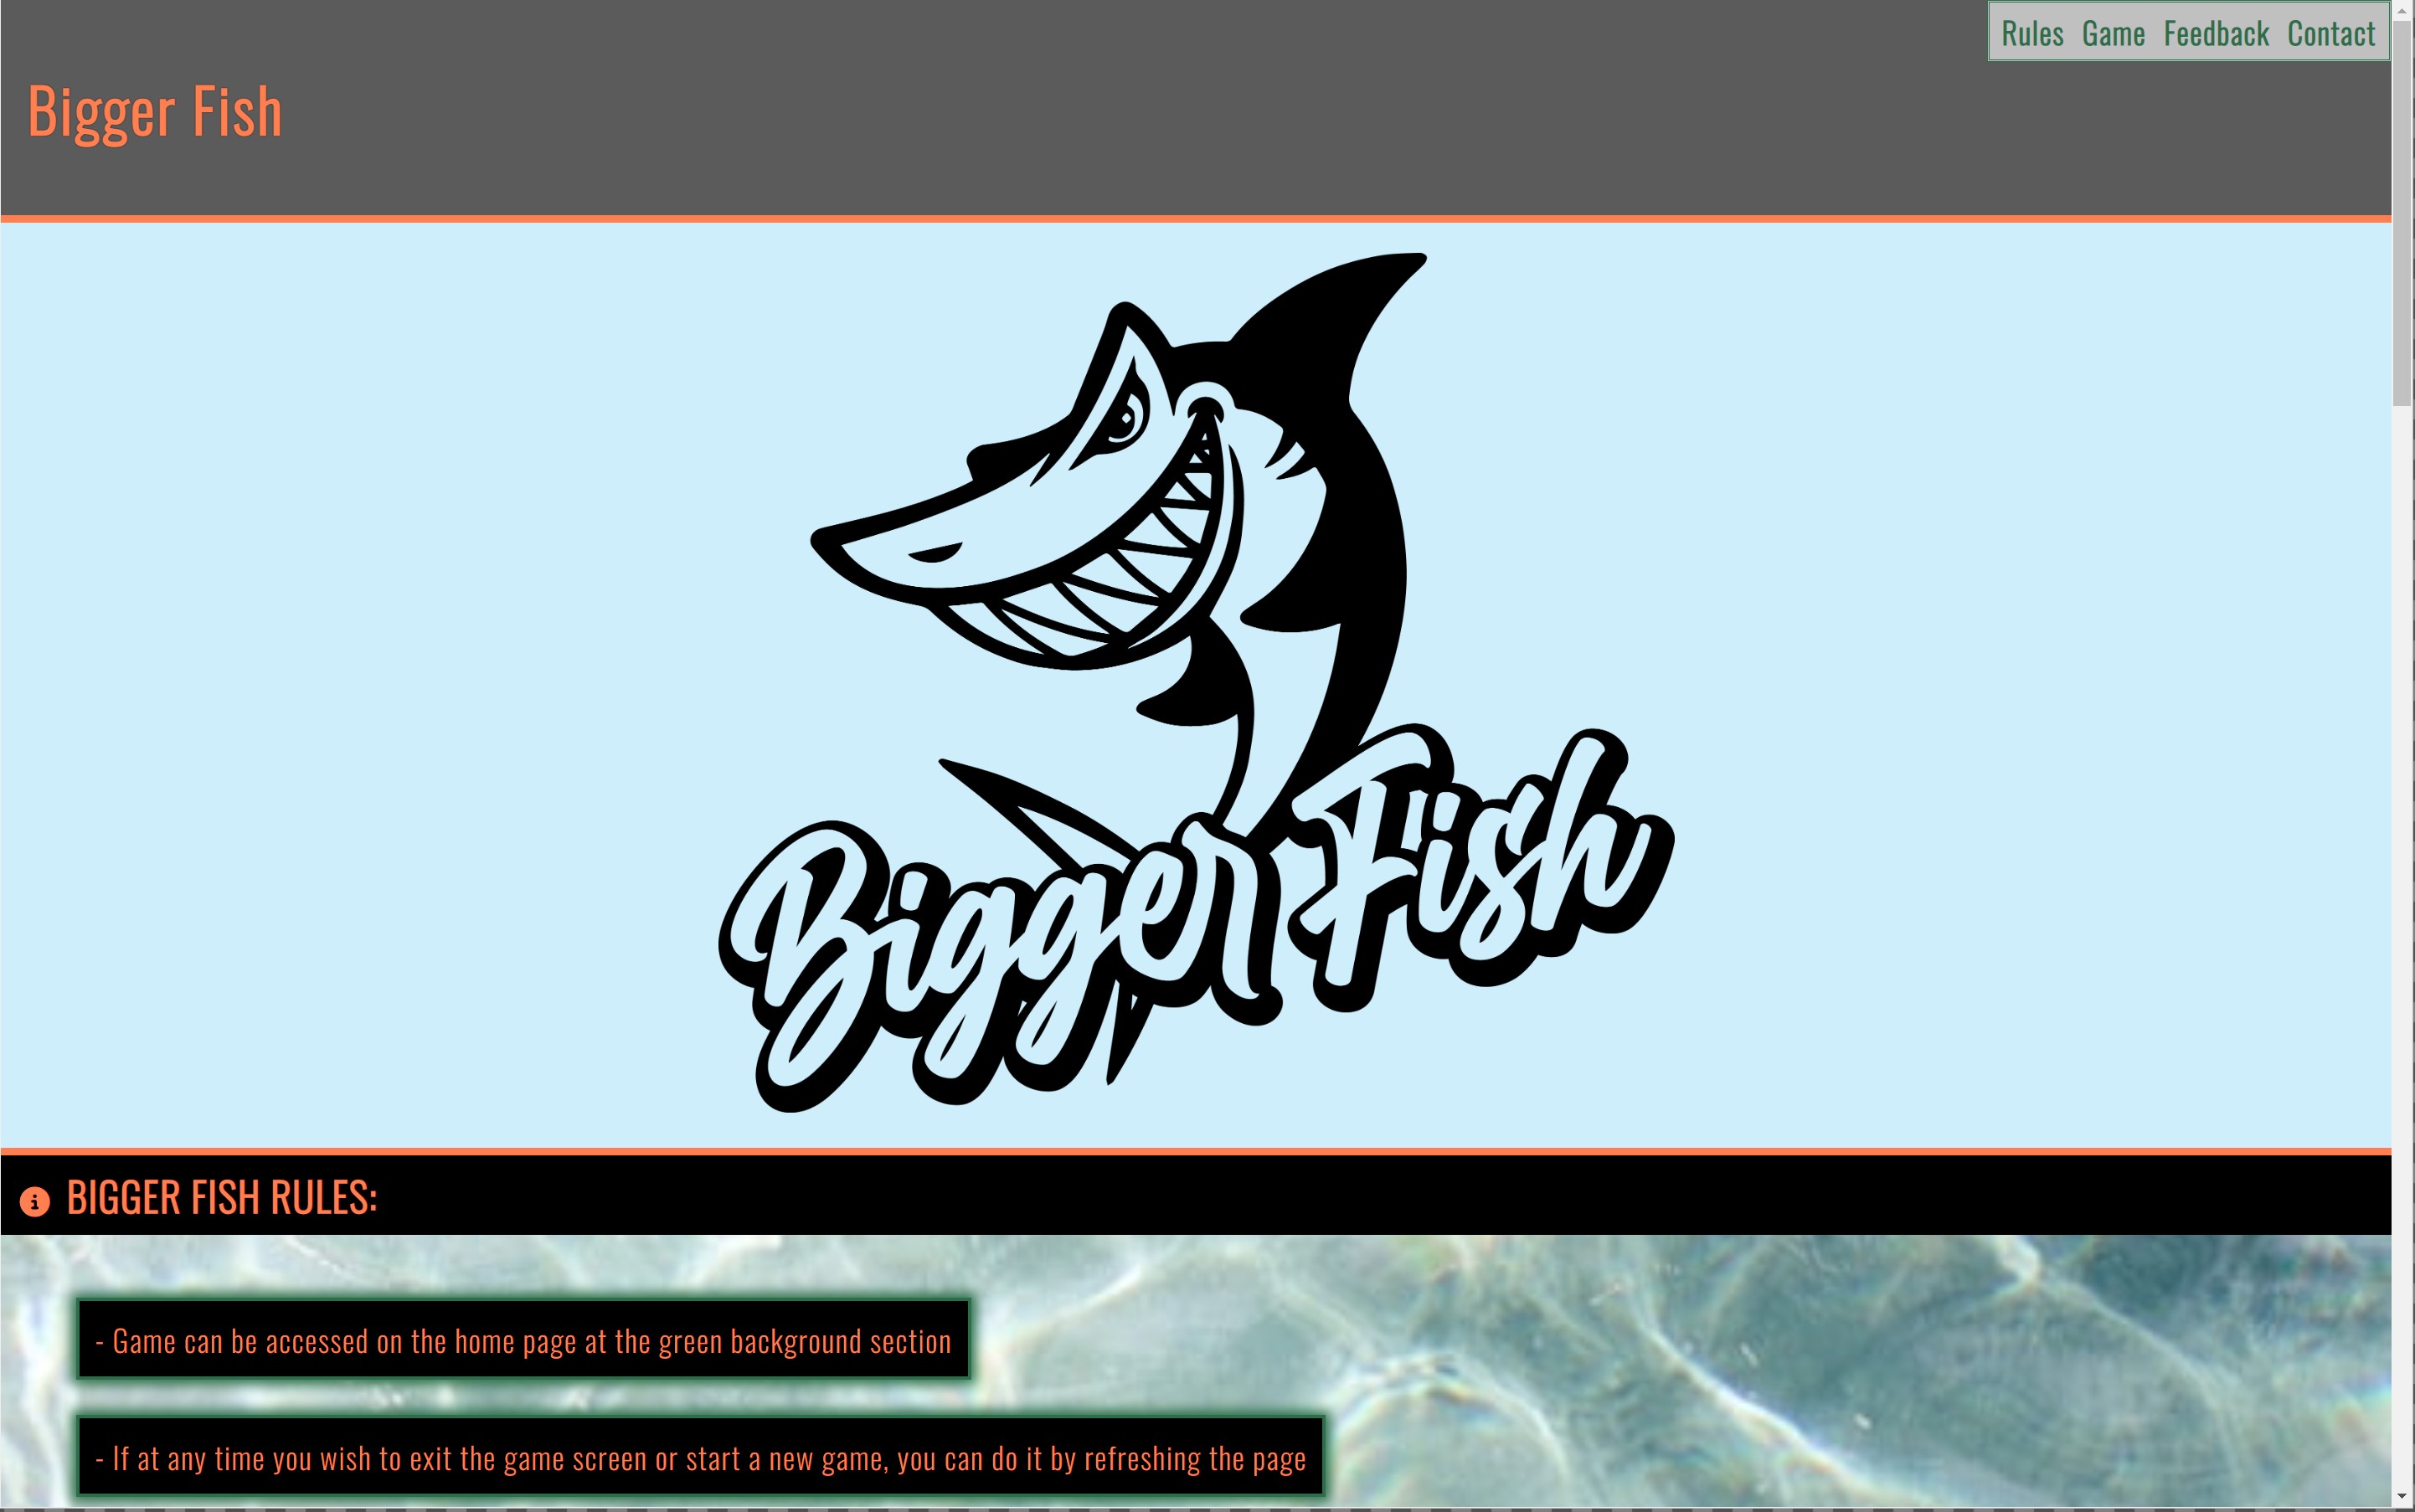 Rules Game Feedback Contact
Bigger Fish
Bigger Fish
BIGGER FISH RULES:
- Game can be accessed on the home page at the green background section
- If at any time you wish to exit the game screen or start a new game, you can do it by refreshing the page